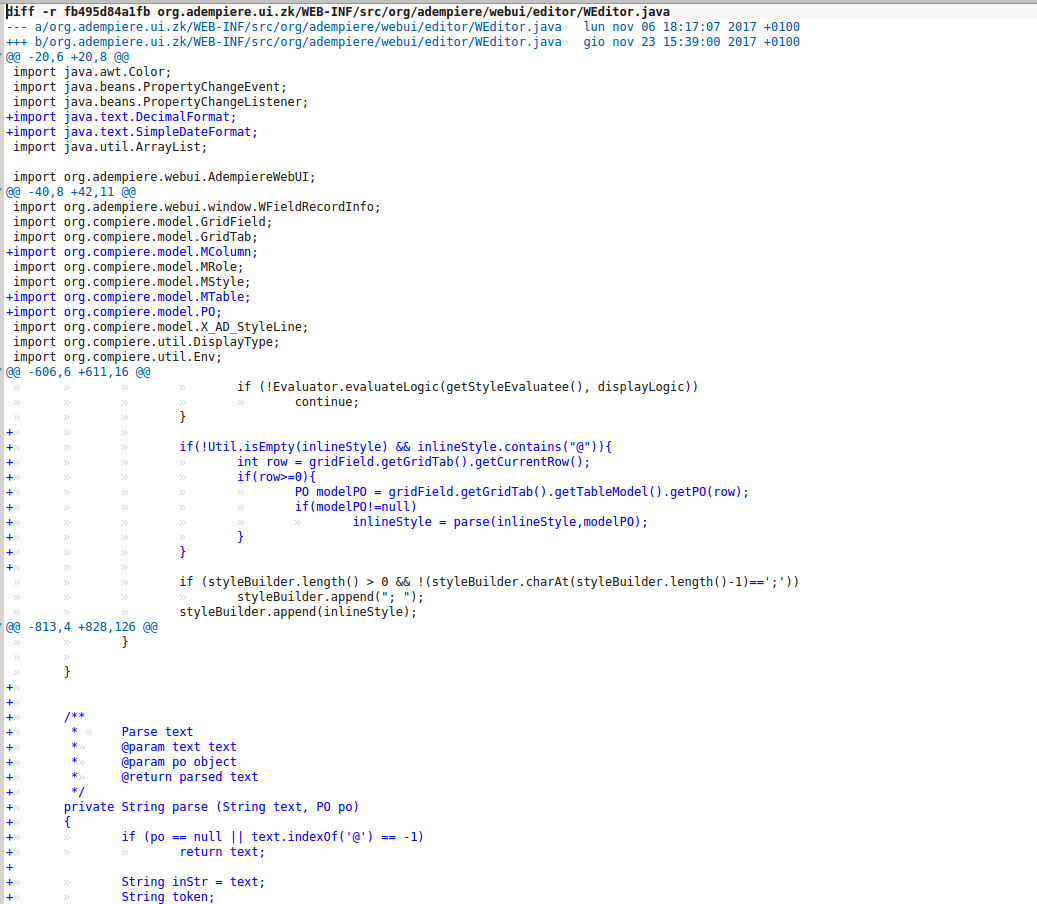 diff -r fb495d84a1fb org.adempiere.ui.zk/WEB-INF/src/org/adempiere/webui/editor/WEditor.java
--- a/org.adempiere.ui.zk/WEB-INF/src/org/adempiere/webui/editor/WEditor.java»	lun nov 06 18:17:07 2017 +0100
+++ b/org.adempiere.ui.zk/WEB-INF/src/org/adempiere/webui/editor/WEditor.java»	gio nov 23 15:39:00 2017 +0100
@@ -20,6 +20,8 @@
 import java.awt.Color;
 import java.beans.PropertyChangeEvent;
 import java.beans.PropertyChangeListener;
+import java.text.DecimalFormat;
+import java.text.SimpleDateFormat;
 import java.util.ArrayList;

 import org.adempiere.webui.AdempiereWebUI;
@@ -40,8 +42,11 @@
 import org.adempiere.webui.window.WFieldRecordInfo;
 import org.compiere.model.GridField;
 import org.compiere.model.GridTab;
+import org.compiere.model.MColumn;
 import org.compiere.model.MRole;
 import org.compiere.model.MStyle;
+import org.compiere.model.MTable;
+import org.compiere.model.PO;
 import org.compiere.model.X_AD_StyleLine;
 import org.compiere.util.DisplayType;
 import org.compiere.util.Env;
@@ -606,6 +611,16 @@
 »	»	»	»	if (!Evaluator.evaluateLogic(getStyleEvaluatee(), displayLogic))
 »	»	»	»	»	continue;
 »	»	»	}
+»	»	»
+»	»	»	if(!Util.isEmpty(inlineStyle) && inlineStyle.contains("@")){
+»	»	»	»	int row = gridField.getGridTab().getCurrentRow();
+»	»	»	»	if(row>=0){
+»	»	»	»	»	PO modelPO = gridField.getGridTab().getTableModel().getPO(row);
+»	»	»	»	»	if(modelPO!=null)
+»	»	»	»	»	»	inlineStyle = parse(inlineStyle,modelPO);
+»	»	»	»	}
+»	»	»	}
+»	»	»
 »	»	»	if (styleBuilder.length() > 0 && !(styleBuilder.charAt(styleBuilder.length()-1)==';'))
 »	»	»	»	styleBuilder.append("; ");
 »	»	»	styleBuilder.append(inlineStyle);
@@ -813,4 +828,126 @@
 »	»	}
 »	»
 »	}
+»
+»
+»	/**
+»	 * »	Parse text
+»	 *»	@param text text
+»	 *»	@param po object
+»	 *»	@return parsed text
+»	 */
+»	private String parse (String text, PO po)
+»	{
+»	»	if (po == null || text.indexOf('@') == -1)
+»	»	»	return text;
+
+»	»	String inStr = text;
+»	»	String token;